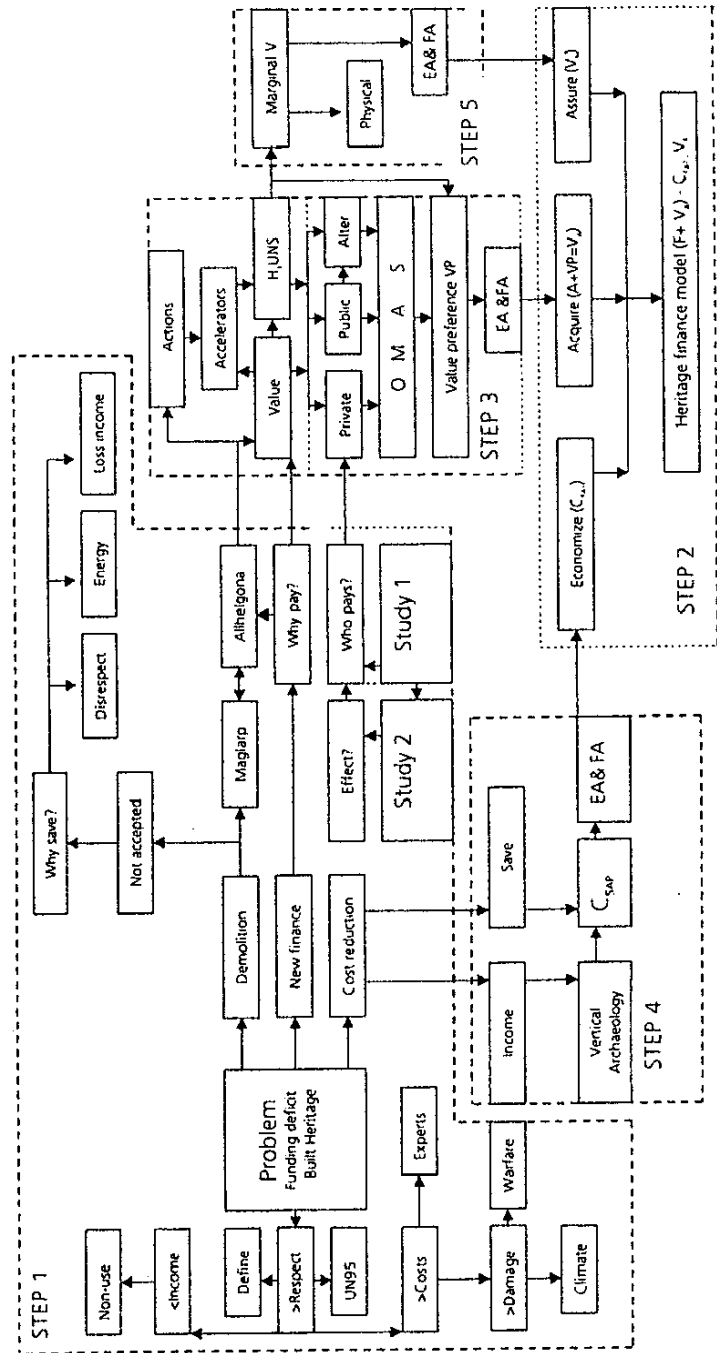 STEP 1
Non-use
<Income
Define
>Respect
UN95
>Costs
Experts
>Damage
Warfare
Climate
Problem
Funding deficit
Built Heritage
Why save?
Not accepted
Disrespect
Energy
Loss income
Demolition
Maglarp
Allhelgona
New finance
Why pay?
Cost reduction
Effect?
Who pays?
Study 2
Study 1
Actions
Accelerators
Value
H,UNS
Private
Public
Alter
O M A S
Value preference VP
EA &FA
STEP 3
Marginal V
Physical
EA& FA
STEP 5
Income
Save
Vertical
Archaeology
CSAP
EA& FA
STEP 4
Economize
Acquire
Assure
Heritage finance model
STEP 2